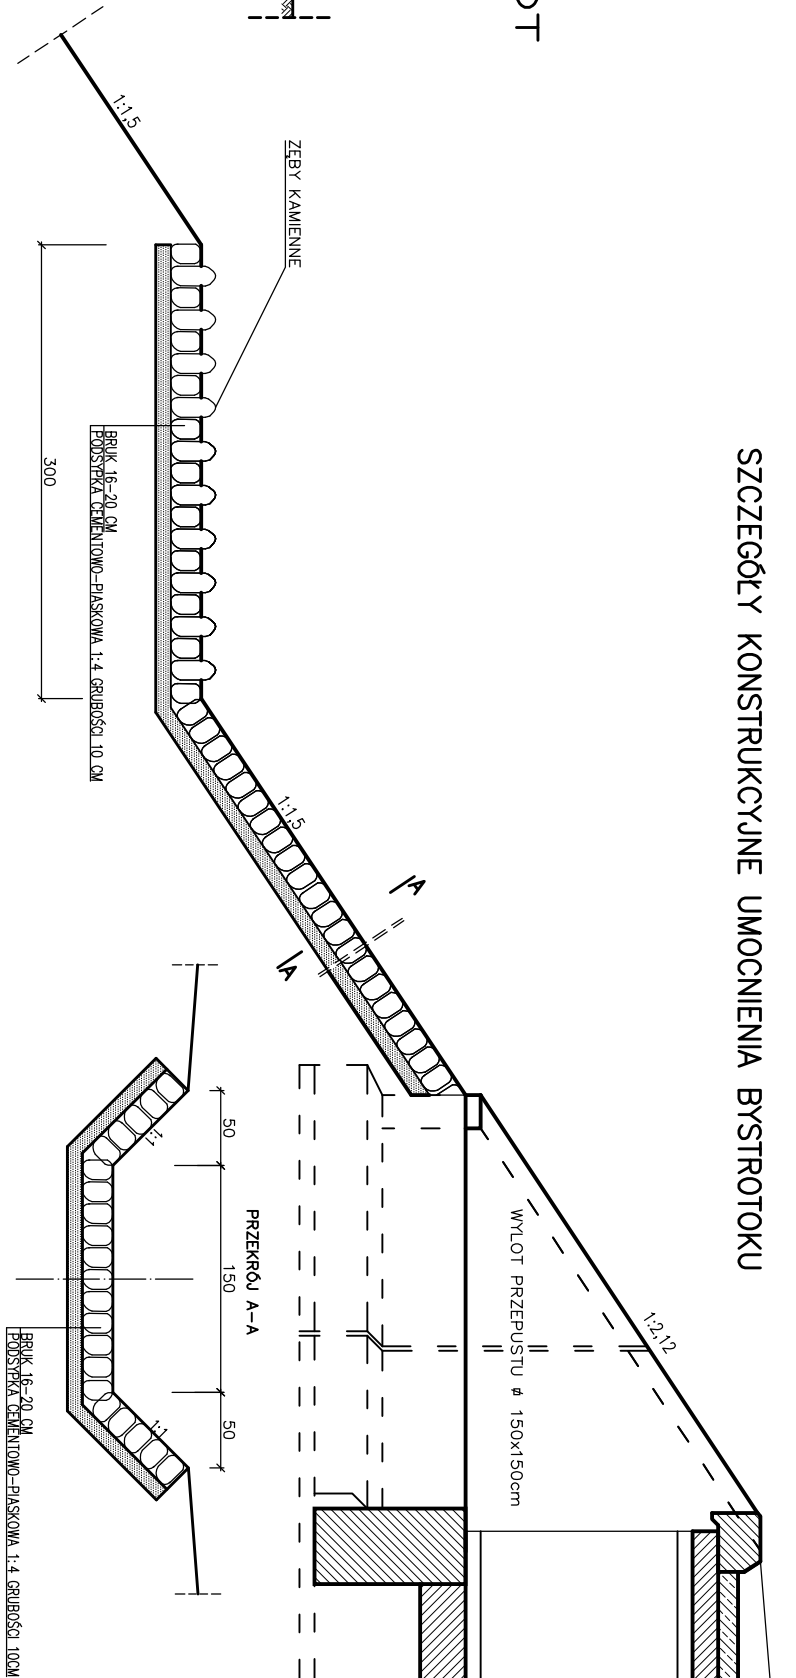 SZCZEGÓŁY KONSTRUKCYJNE UMOCNIENIA BYSTROTOKU
OT
1:1,5
ZĘBY KAMIENNE
BRUK 16-20 CM
PODSYPKA CEMENTOWO-PIASKOWA 1:4 GRUBOŚCI 10 CM
300
1:1,5
A
A
1:2,12
WYLOT PRZEPUSTU ⌀ 150x150cm
PRZEKRÓJ A-A
50
150
50
1:1
1:1
BRUK 16-20 CM
PODSYPKA CEMENTOWO-PIASKOWA 1:4 GRUBOŚCI 10CM